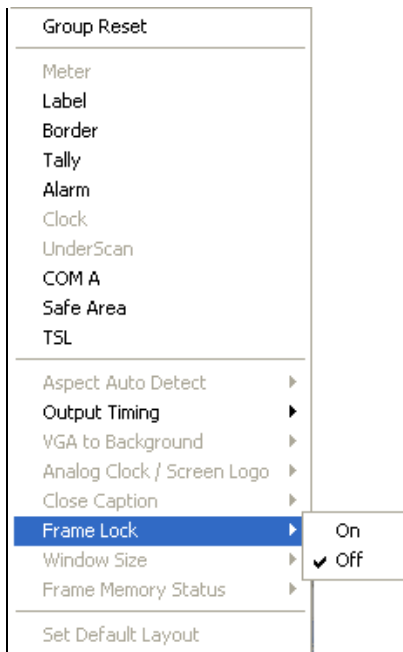 Group Reset
Meter
Label
Border
Tally
Alarm
Clock
UnderScan
COM A
Safe Area
TSL
Aspect Auto Detect
Output Timing
VGA to Background
Analog Clock / Screen Logo
Close Caption
Frame Lock
On
Window Size
Off
Frame Memory Status
Set Default Layout